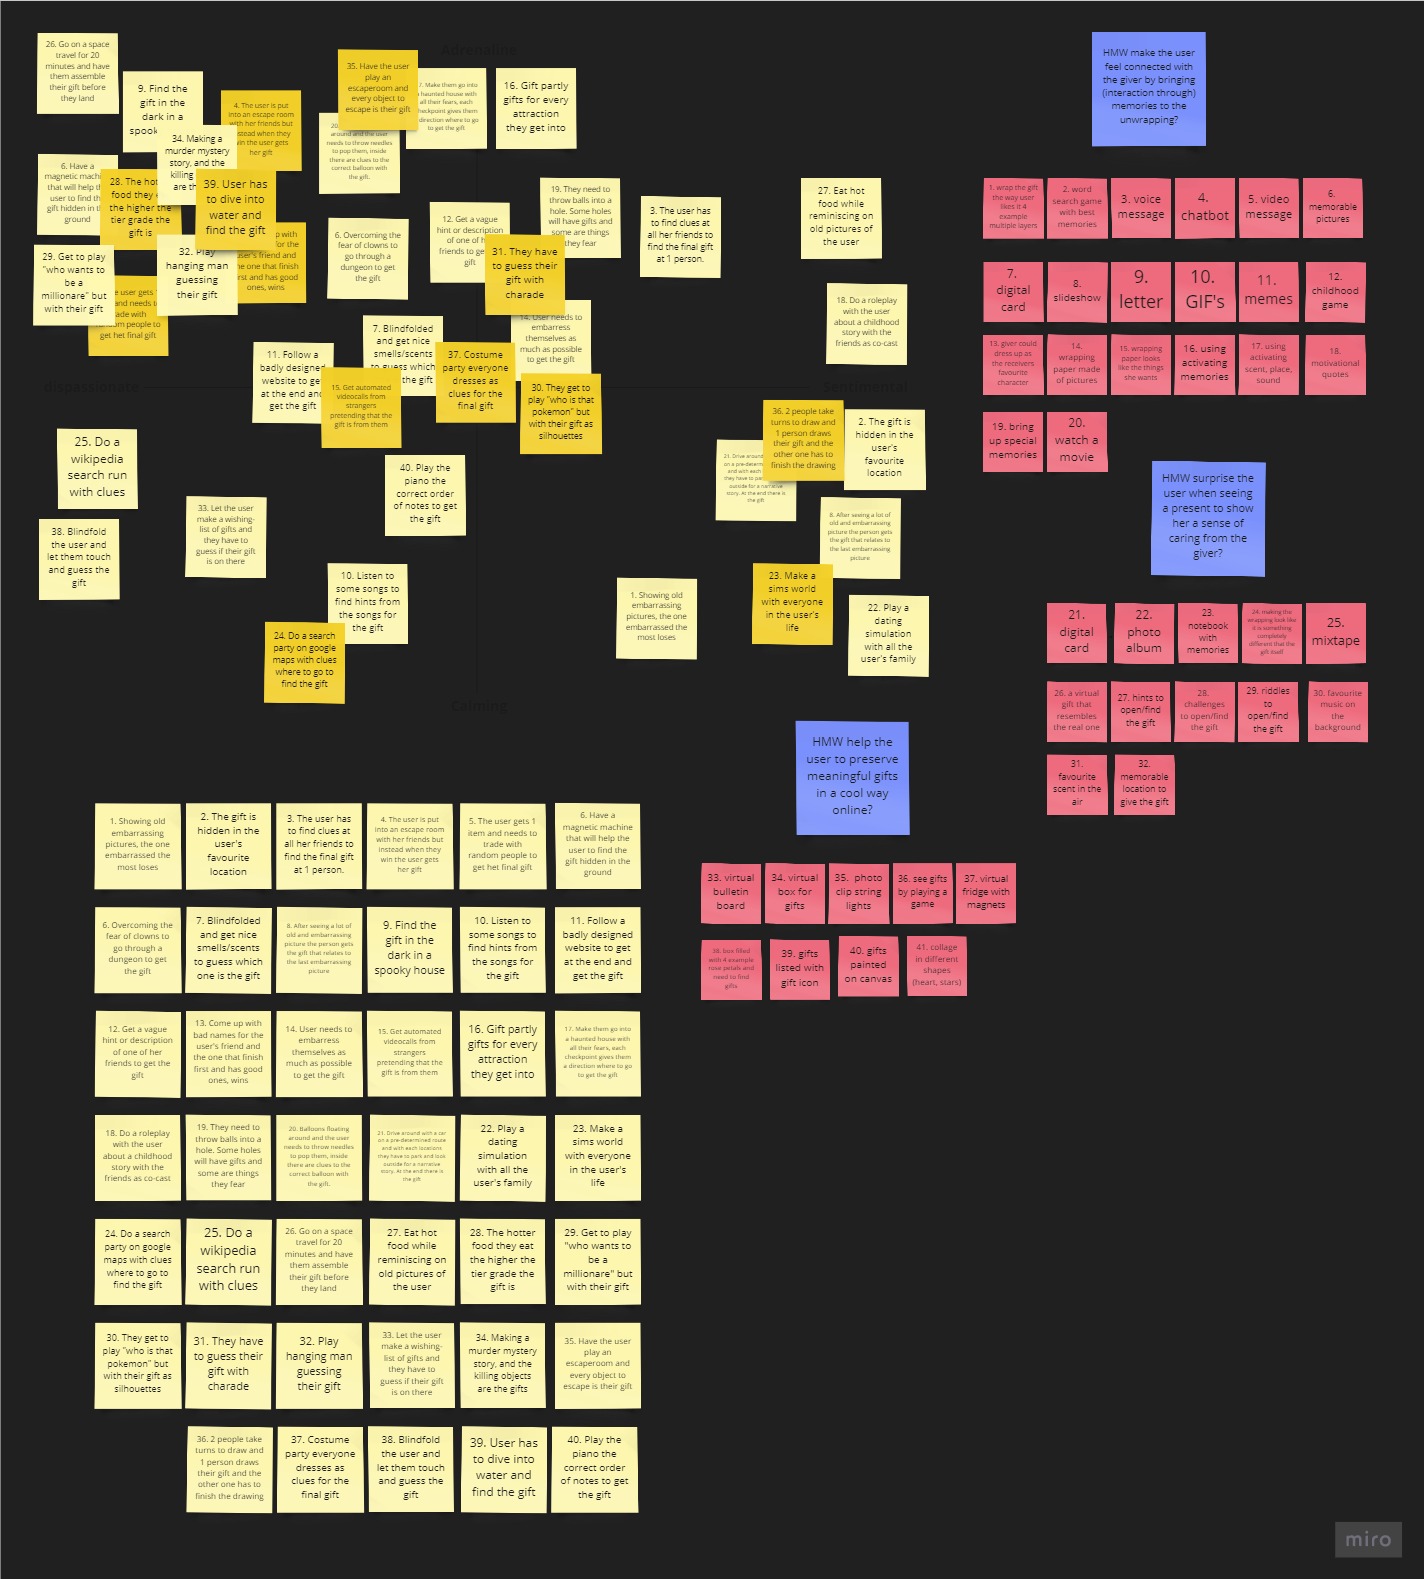 Adrenaline
dispassionate
Sentimental
Calming
26. Go on a space
travel for 20
minutes and have
them assemble
their gift before
they land
9. Find the
gift in the
dark in a
spook
4. The user is put
into an escape room
with her friends but
instead when they
win the user gets
her gift
34. Making a
murder mystery
story, and the
killing
are th
6. Have a
magnetic mach
that will help th
user to find th
gift hidden in th
ground
28. The hot
food they
the higher the
tier grade the
gift is
39. User has
to dive into
water and
find the gift
29. Get to play
"who wants to
be a
millionare" but
with their gift
32. Play
hanging man
guessing
their gift
p with
for the
user's friend and
he one that finish
rst and has good
ones, wins
e user gets
and needs t
ade with
om people to
get het final gift
35. Have the user
play an
escaperoom and
every object to
escape is their gift
7. Make them go into
haunted house with
all their fears, each
checkpoint gives them
direction where to go
to get the gift
16. Gift partly
gifts for every
attraction
they get into
20.
around and the user
needs to throw needles
to pop them, inside
there are clues to the
correct balloon with
the gift.
6. Overcoming the
fear of clowns to
go through a
dungeon to get
the gift
12. Get a vague
hint or description
of one of h
friends to ge
gift
19. They need to
throw balls into a
hole. Some holes
will have gifts and
some are things
they fear
31. They have
to guess their
gift with
charade
3. The user has
to find clues at
all her friends to
find the final gift
at 1 person.
27. Eat hot
food while
reminiscing on
old pictures of
the user
18. Do a roleplay
with the user
about a childhood
story with the
friends as co-cast
14. User needs to
embarress
themselves as
much as possible
to get the gift
7. Blindfolded
and get nice
smells/scents
to guess which
the gift
11. Follow a
badly designed
website to ge
at the end an
get the gift
15. Get automated
videocalls from
strangers
pretending that the
gift is from them
37. Costume
party everyone
dresses as
clues for the
final gift
30. They get to
play "who is that
pokemon" but
with their gift as
silhouettes
25. Do a
wikipedia
search run
with clues
38. Blindfold
the user and
let them touch
and guess the
gift
33. Let the user
make a wishing-
list of gifts and
they have to
guess if their gift
is on there
40. Play the
piano the
correct order
of notes to get
the gift
10. Listen to
some songs to
find hints from
the songs for
the gift
24. Do a search
party on google
maps with clues
where to go to
find the gift
36. 2 people take
turns to draw and
1 person draws
their gift and the
other one has to
finish the drawing
2. The gift is
hidden in the
user's
favourite
location
21. Drive aroun
on a pre-determ
and with each
they have to pa
outside for a narrative
story. At the end there is
the gift
8. After seeing a lot of
old and embarrassing
picture the person gets
the gift that relates to
the last embarrassing
picture
1. Showing old
embarrassing
pictures, the one
embarrassed the
most loses
23. Make a
sims world
with everyone
in the user's
life
22. Play a
dating
simulation
with all the
user's family
HMW make the user
feel connected with
the giver by bringing
(interaction through)
memories to the
unwrapping?
1. wrap the gift
the way user
likes it 4
example
multiple layers
2. word
search game
with best
memories
3. voice
message
4.
chatbot
5. video
message
6.
memorable
pictures
7.
digital
card
8.
slideshow
9.
letter
10.
GIF's
11.
memes
12.
childhood
game
13. giver could
dress up as
the receivers
favourite
character
14.
wrapping
paper made
of pictures
15. wrapping
paper looks
like the things
she wants
16. using
activating
memories
17. using
activating
scent, place,
sound
18.
motivational
quotes
19. bring
up special
memories
20.
watch a
movie
HMW surprise the
user when seeing
a present to show
her a sense of
caring from the
giver?
21.
digital
card
22.
photo
album
23.
notebook
with
memories
24. making the
wrapping look like
it is something
completely
different that the
gift itself
25.
mixtape
26. a virtual
gift that
resembles
the real one
27. hints to
open/find
the gift
28.
challenges
to open/find
the gift
29. riddles
to
open/find
the gift
30. favourite
music on
the
background
31.
favourite
scent in the
air
32.
memorable
location to
give the gift
HMW help the
user to preserve
meaningful gifts
in a cool way
online?
33. virtual
bulletin
board
34. virtual
box for
gifts
35. photo
clip string
lights
36. see gifts
by playing a
game
37. virtual
fridge with
magnets
38. box filled
with 4 example
rose petals and
need to find
gifts
39. gifts
listed with
gift icon
40. gifts
painted
on canvas
41. collage
in different
shapes
(heart, stars)
1. Showing old
embarrassing
pictures, the one
embarrassed the
most loses
2. The gift is
hidden in the
user's
favourite
location
3. The user has
to find clues at
all her friends to
find the final gift
at 1 person.
4. The user is put
into an escape room
with her friends but
instead when they
win the user gets
her gift
5. The user gets 1
item and needs to
trade with
random people to
get het final gift
6. Have a
magnetic machine
that will help the
user to find the
gift hidden in the
ground
6. Overcoming the
fear of clowns to
go through a
dungeon to get
the gift
7. Blindfolded
and get nice
smells/scents
to guess which
one is the gift
8. After seeing a lot of
old and embarrassing
picture the person gets
the gift that relates to
the last embarrassing
picture
9. Find the
gift in the
dark in a
spooky house
10. Listen to
some songs to
find hints from
the songs for
the gift
11. Follow a
badly designed
website to get
at the end and
get the gift
12. Get a vague
hint or description
of one of her
friends to get the
gift
13. Come up with
bad names for the
user's friend and
the one that finish
first and has good
ones, wins
14. User needs to
embarress
themselves as
much as possible
to get the gift
15. Get automated
videocalls from
strangers
pretending that the
gift is from them
16. Gift partly
gifts for every
attraction
they get into
17. Make them go into
a haunted house with
all their fears, each
checkpoint gives them
a direction where to go
to get the gift
18. Do a roleplay
with the user
about a childhood
story with the
friends as co-cast
19. They need to
throw balls into a
hole. Some holes
will have gifts and
some are things
they fear
20. Balloons floating
around and the user
needs to throw needles
to pop them, inside
there are clues to the
correct balloon with
the gift.
21. Drive around with a car
on a pre-determined route
and with each locations
they have to park and look
outside for a narrative
story. At the end there is
the gift
22. Play a
dating
simulation
with all the
user's family
23. Make a
sims world
with everyone
in the user's
life
24. Do a search
party on google
maps with clues
where to go to
find the gift
25. Do a
wikipedia
search run
with clues
26. Go on a space
travel for 20
minutes and have
them assemble
their gift before
they land
27. Eat hot
food while
reminiscing on
old pictures of
the user
28. The hotter
food they eat
the higher the
tier grade the
gift is
29. Get to play
"who wants to
be a
millionare" but
with their gift
30. They get to
play "who is that
pokemon" but
with their gift as
silhouettes
31. They have
to guess their
gift with
charade
32. Play
hanging man
guessing
their gift
33. Let the user
make a wishing-
list of gifts and
they have to
guess if their gift
is on there
34. Making a
murder mystery
story, and the
killing objects
are the gifts
35. Have the user
play an
escaperoom and
every object to
escape is their gift
36. 2 people take
turns to draw and
1 person draws
their gift and the
other one has to
finish the drawing
37. Costume
party everyone
dresses as
clues for the
final gift
38. Blindfold
the user and
let them touch
and guess the
gift
39. User has
to dive into
water and
find the gift
40. Play the
piano the
correct order
of notes to get
the gift
miro